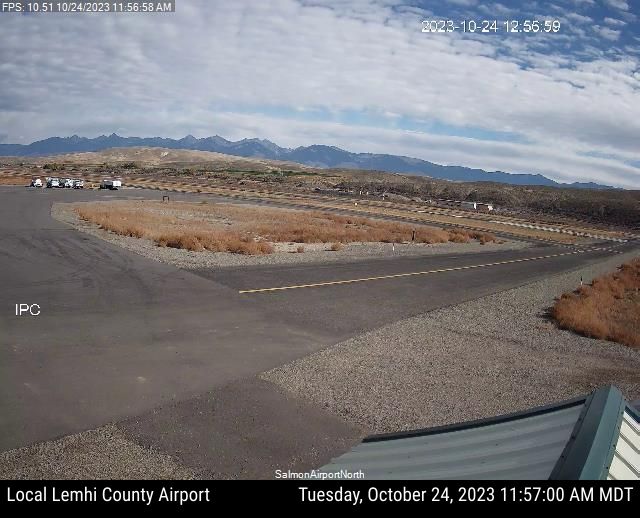 FPS: 10.51 10/24/2023 11:56:58 AM
2023-10-24 12:56:59
IPC
SalmonAirportNorth
Local Lemhi County Airport Tuesday, October 24, 2023 11:57:00 AM MDT